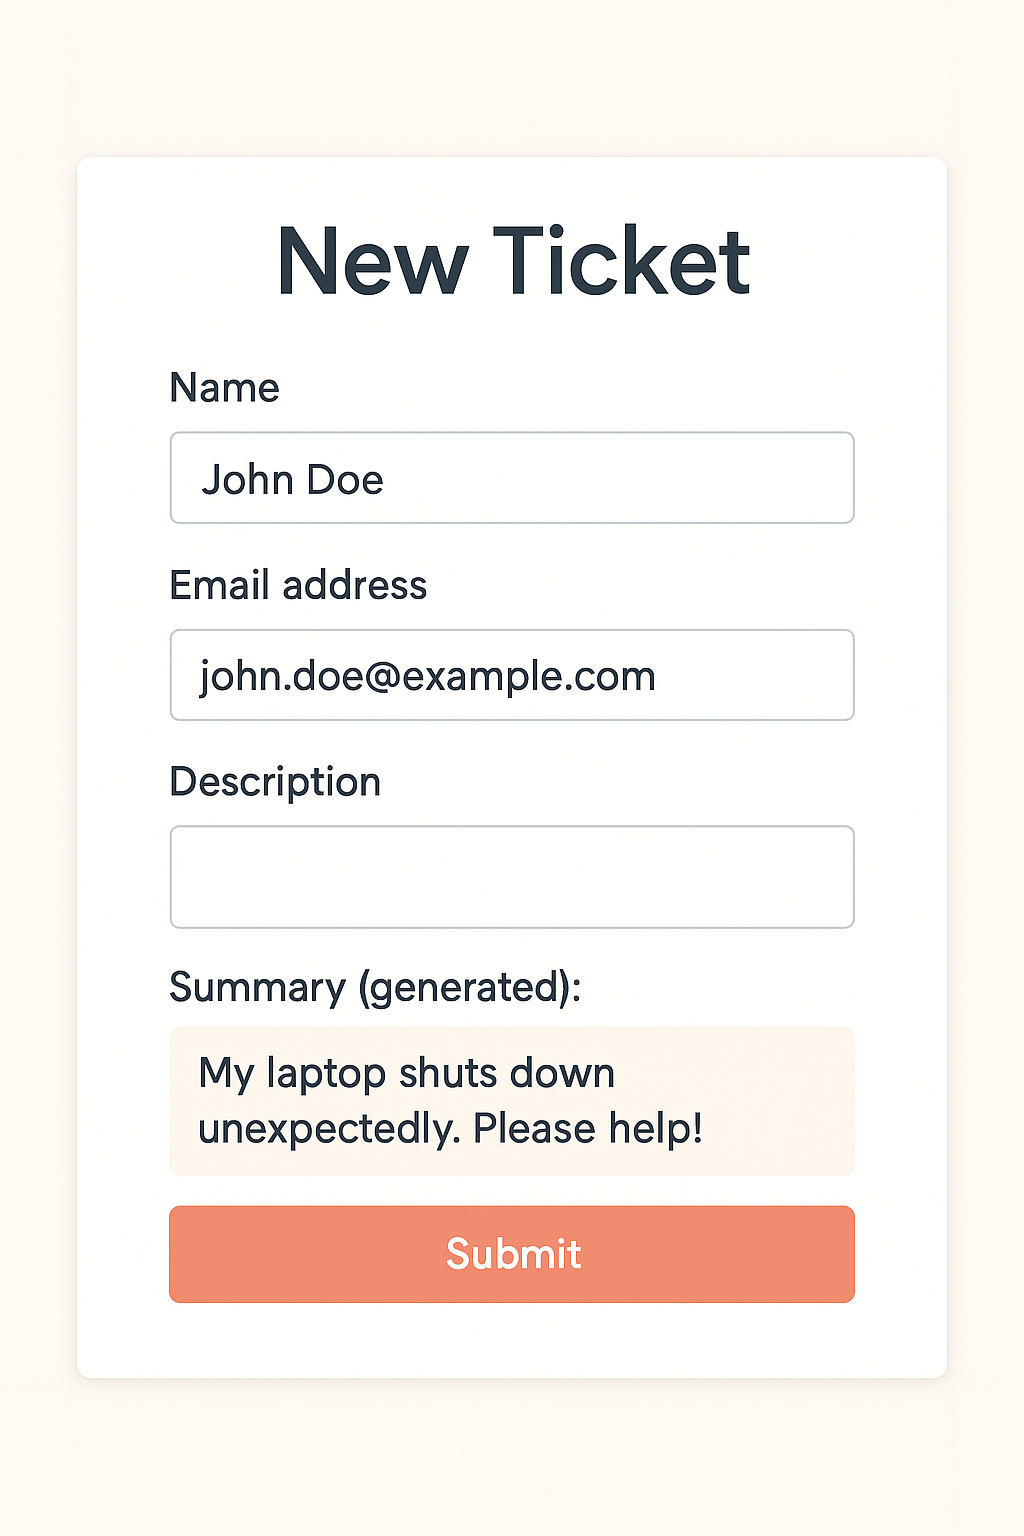 New Ticket
Name
John Doe
Email address
john.doe@example.com
Description
Summary (generated):
My laptop shuts down
unexpectedly. Please help!
Submit